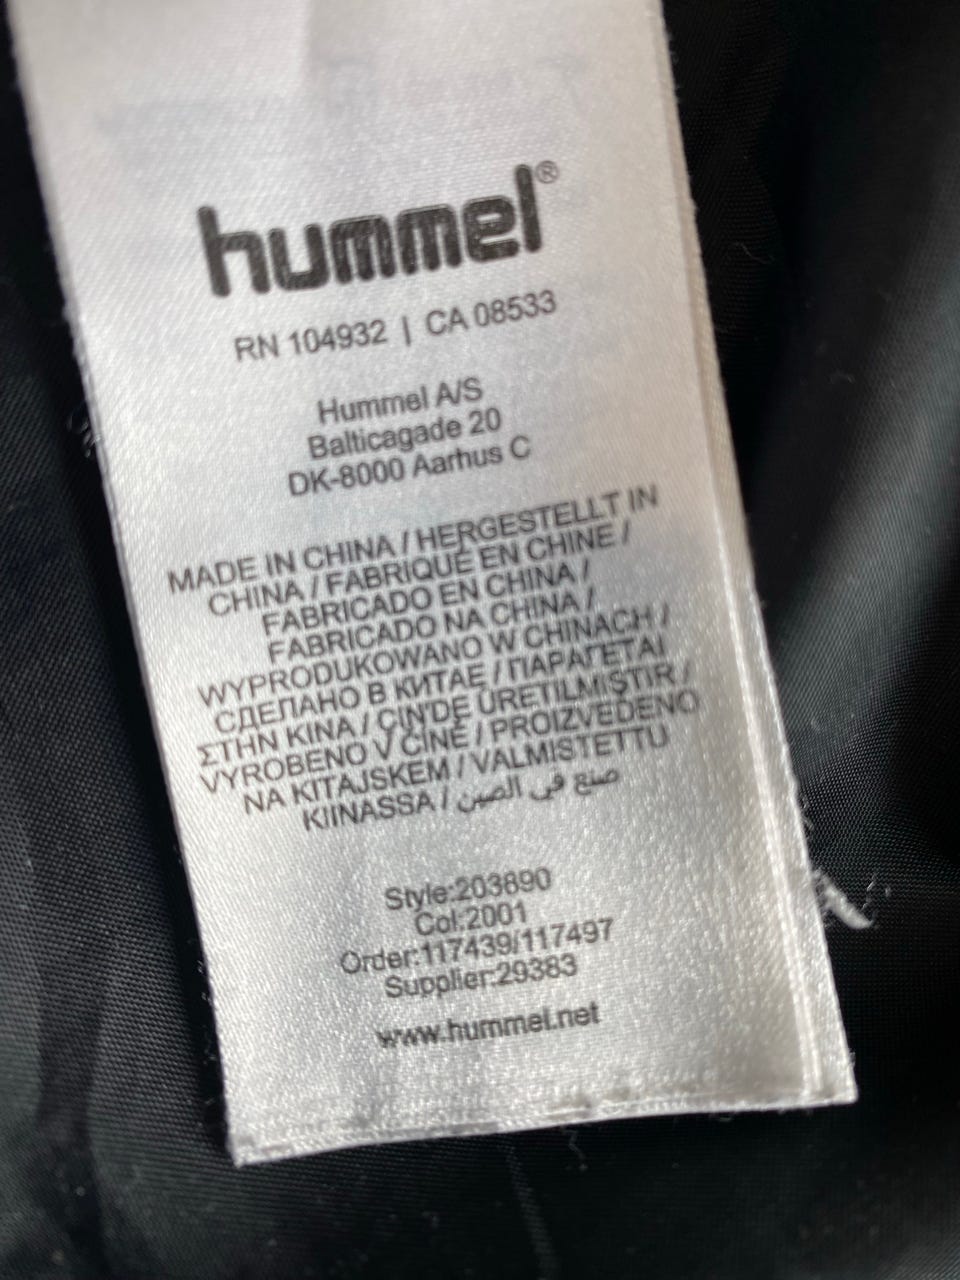 hummel®
RN 104932 | CA 08533
Hummel A/S
Balticagade 20
DK-8000 Aarhus C
MADE IN CHINA / HERGESTELLT IN
CHINA / FABRIQUÉ EN CHINE /
FABRICADO EN CHINA /
FABRICADO NA CHINA /
WYPRODUKOWANO W CHINACH /
СДЕЛАНО В КИТАЕ / ΠΑΡΑΓΕΤΑΙ
ΣΤΗΝ ΚΙΝΑ / ÇIN'DE ÜRETILMIŞTIR /
VYROBENO V ČÍNĚ / PROIZVEDENO
NA KITAJSKEM / VALMISTETTU
KIINASSA / صنع في الصين
Style:203890
Col:2001
Order:117439/117497
Supplier:29383
www.hummel.net